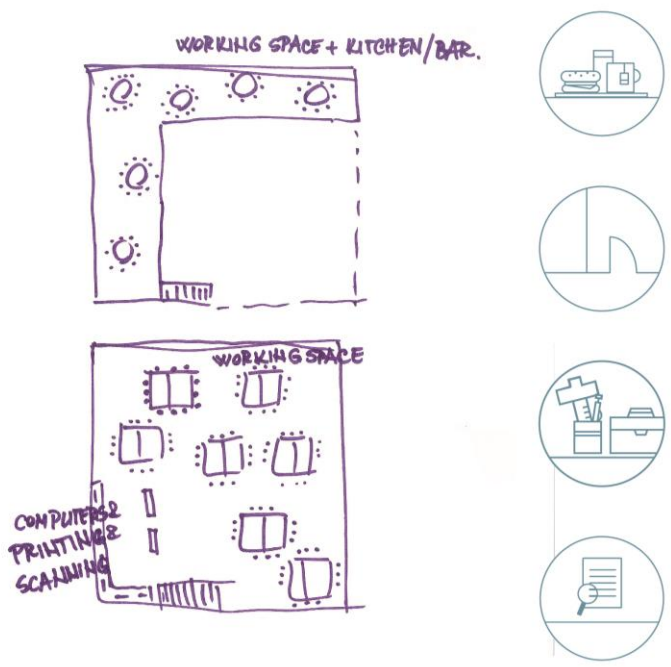 WORKING SPACE + KITCHEN/BAR.
WORKING SPACE
COMPUTERS &
PRINTING &
SCANNING